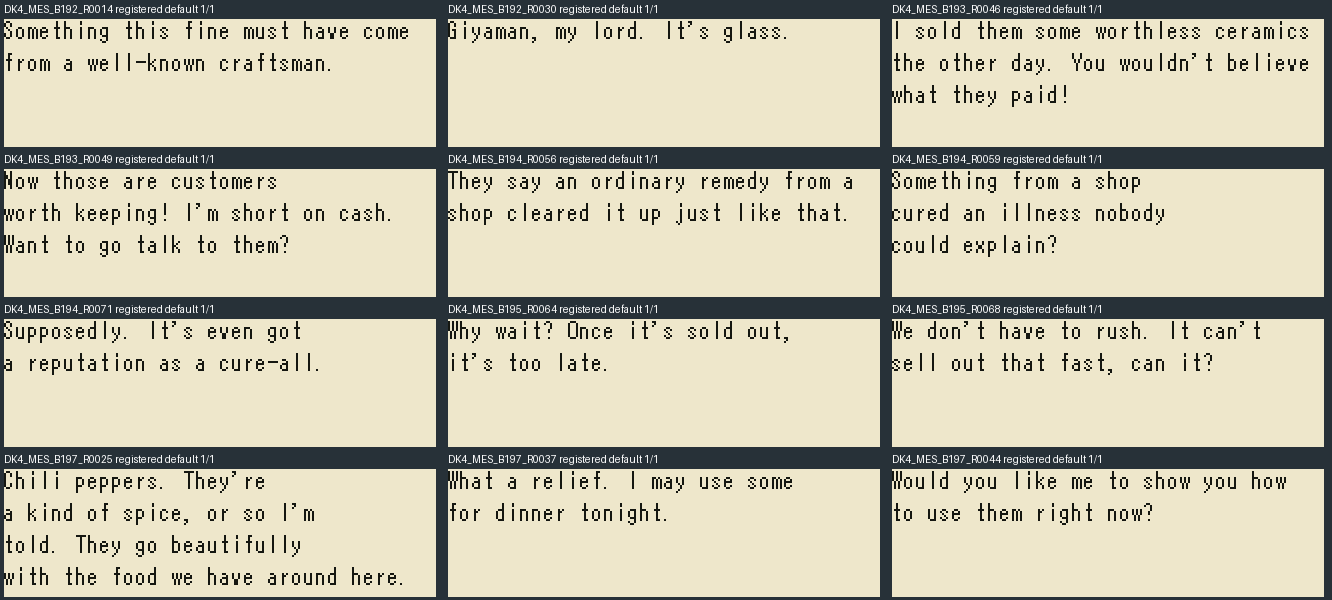 DK4_MES_B192_R0014 registered default 1/1
Something this fine must have come
from a well-known craftsman.
DK4_MES_B192_R0030 registered default 1/1
Giyaman, my lord. It's glass.
DK4_MES_B193_R0046 registered default 1/1
I sold them some worthless ceramics
the other day. You wouldn't believe
what they paid!
DK4_MES_B193_R0049 registered default 1/1
Now those are customers
worth keeping! I'm short on cash.
Want to go talk to them?
DK4_MES_B194_R0056 registered default 1/1
They say an ordinary remedy from a
shop cleared it up just like that.
DK4_MES_B194_R0059 registered default 1/1
Something from a shop
cured an illness nobody
could explain?
DK4_MES_B194_R0071 registered default 1/1
Supposedly. It's even got
a reputation as a cure-all.
DK4_MES_B195_R0064 registered default 1/1
Why wait? Once it's sold out,
it's too late.
DK4_MES_B195_R0068 registered default 1/1
We don't have to rush. It can't
sell out that fast, can it?
DK4_MES_B197_R0025 registered default 1/1
Chili peppers. They're
a kind of spice, or so I'm
told. They go beautifully
with the food we have around here.
DK4_MES_B197_R0037 registered default 1/1
What a relief. I may use some
for dinner tonight.
DK4_MES_B197_R0044 registered default 1/1
Would you like me to show you how
to use them right now?